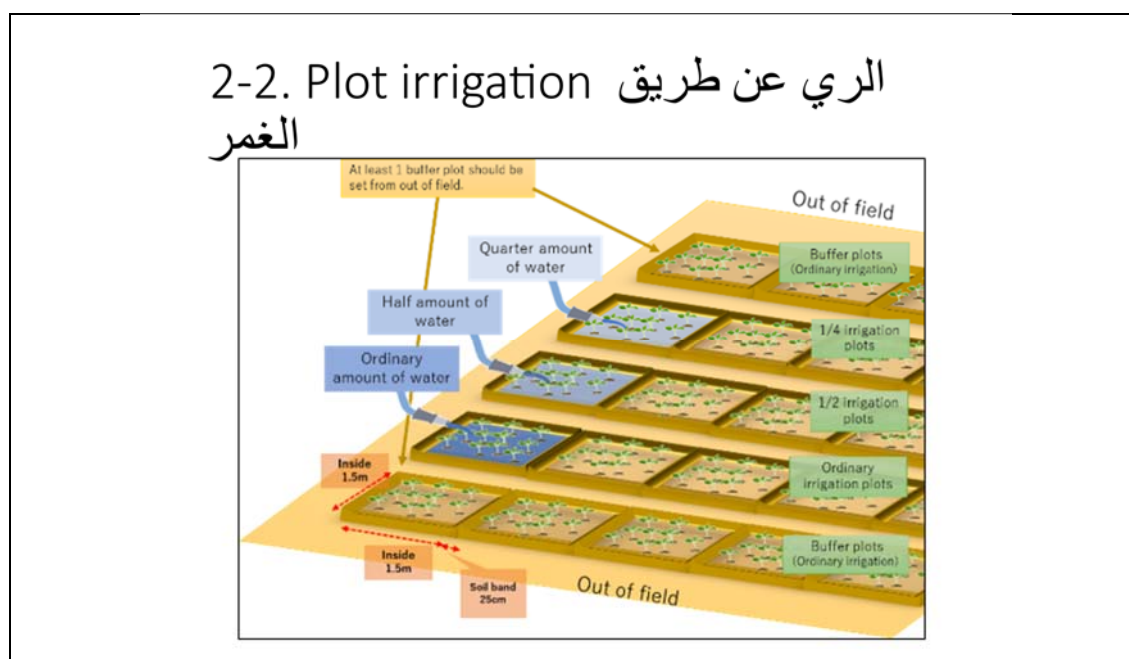 2-2. Plot irrigation الري عن طريق
الغمر
At least 1 buffer plot should be
set from out of field.
Out of field
Quarter amount
of water
Buffer plots
(Ordinary irrigation)
Half amount of
water
1/4 irrigation
plots
Ordinary
amount of water
1/2 irrigation
plots
Inside
1.5m
Ordinary
irrigation plots
Inside
1.5m
Soil band
25cm
Buffer plots
(Ordinary irrigation)
Out of field